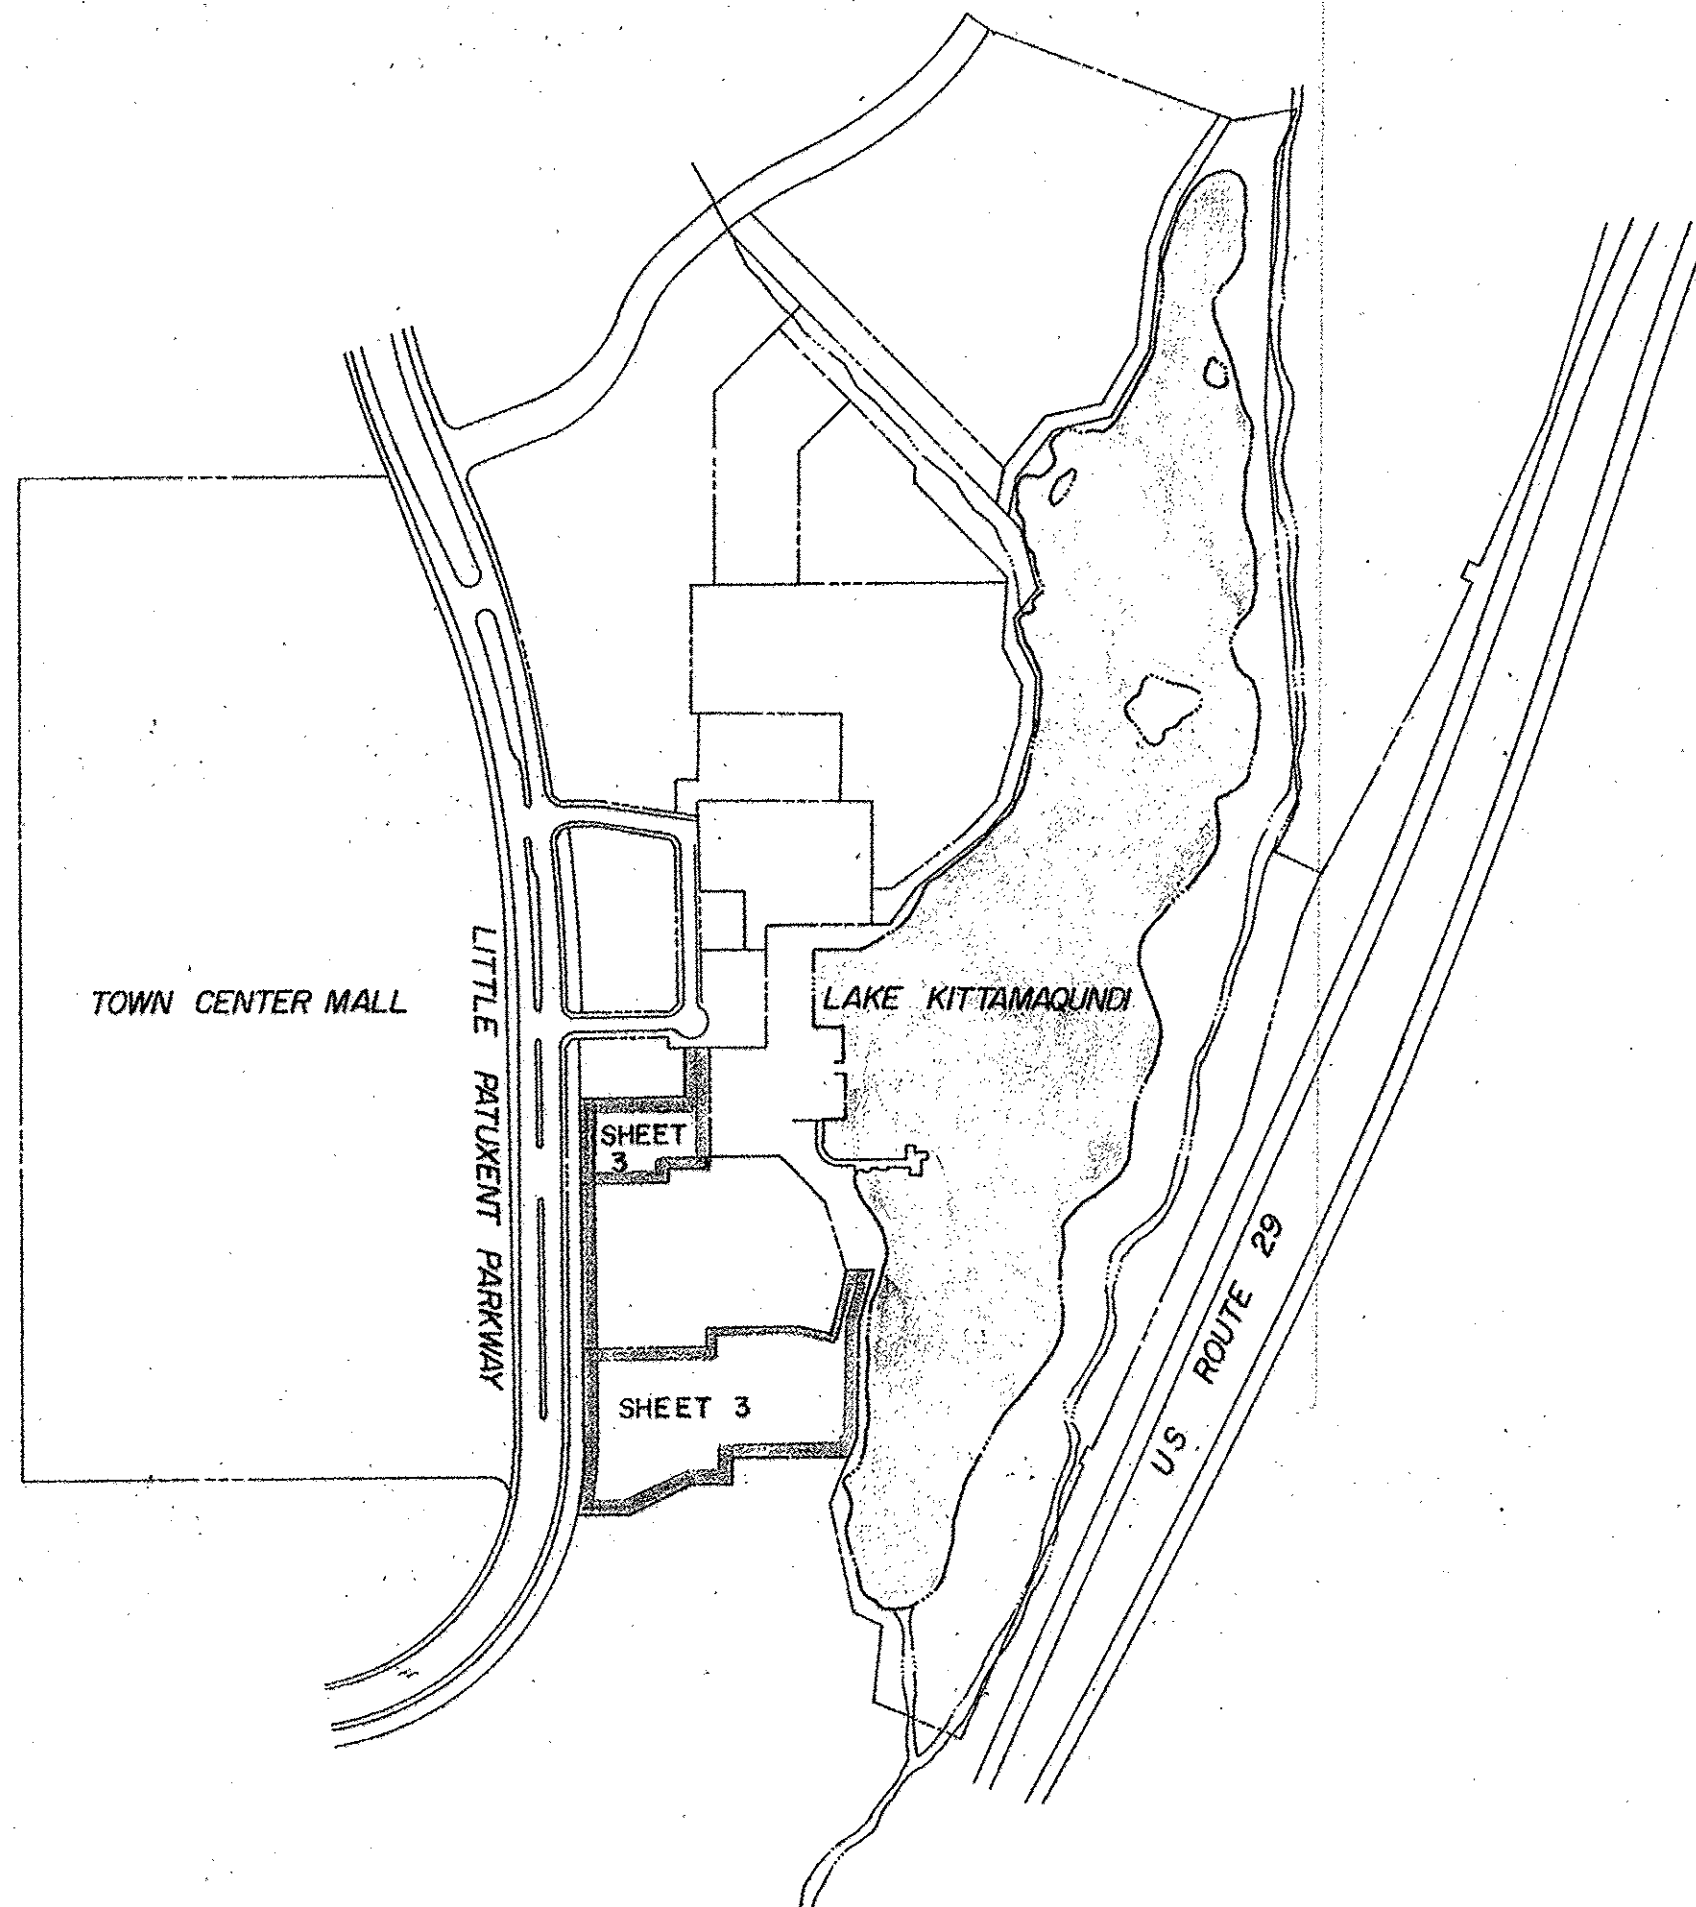 TOWN CENTER MALL
LITTLE PATUXENT PARKWAY
LAKE KITTAMAQUNDI
SHEET
3
SHEET 3
US ROUTE 29